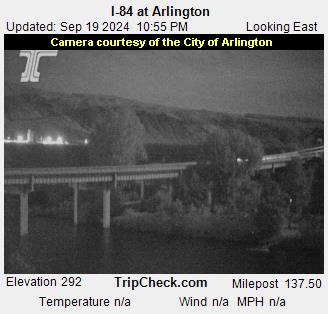 I-84 at Arlington
Updated: Sep 19 2024 10:55 PM Looking East
Camera courtesy of the City of Arlington
Elevation 292 TripCheck.com Milepost 137.50
Temperature n/a Wind n/a MPH n/a